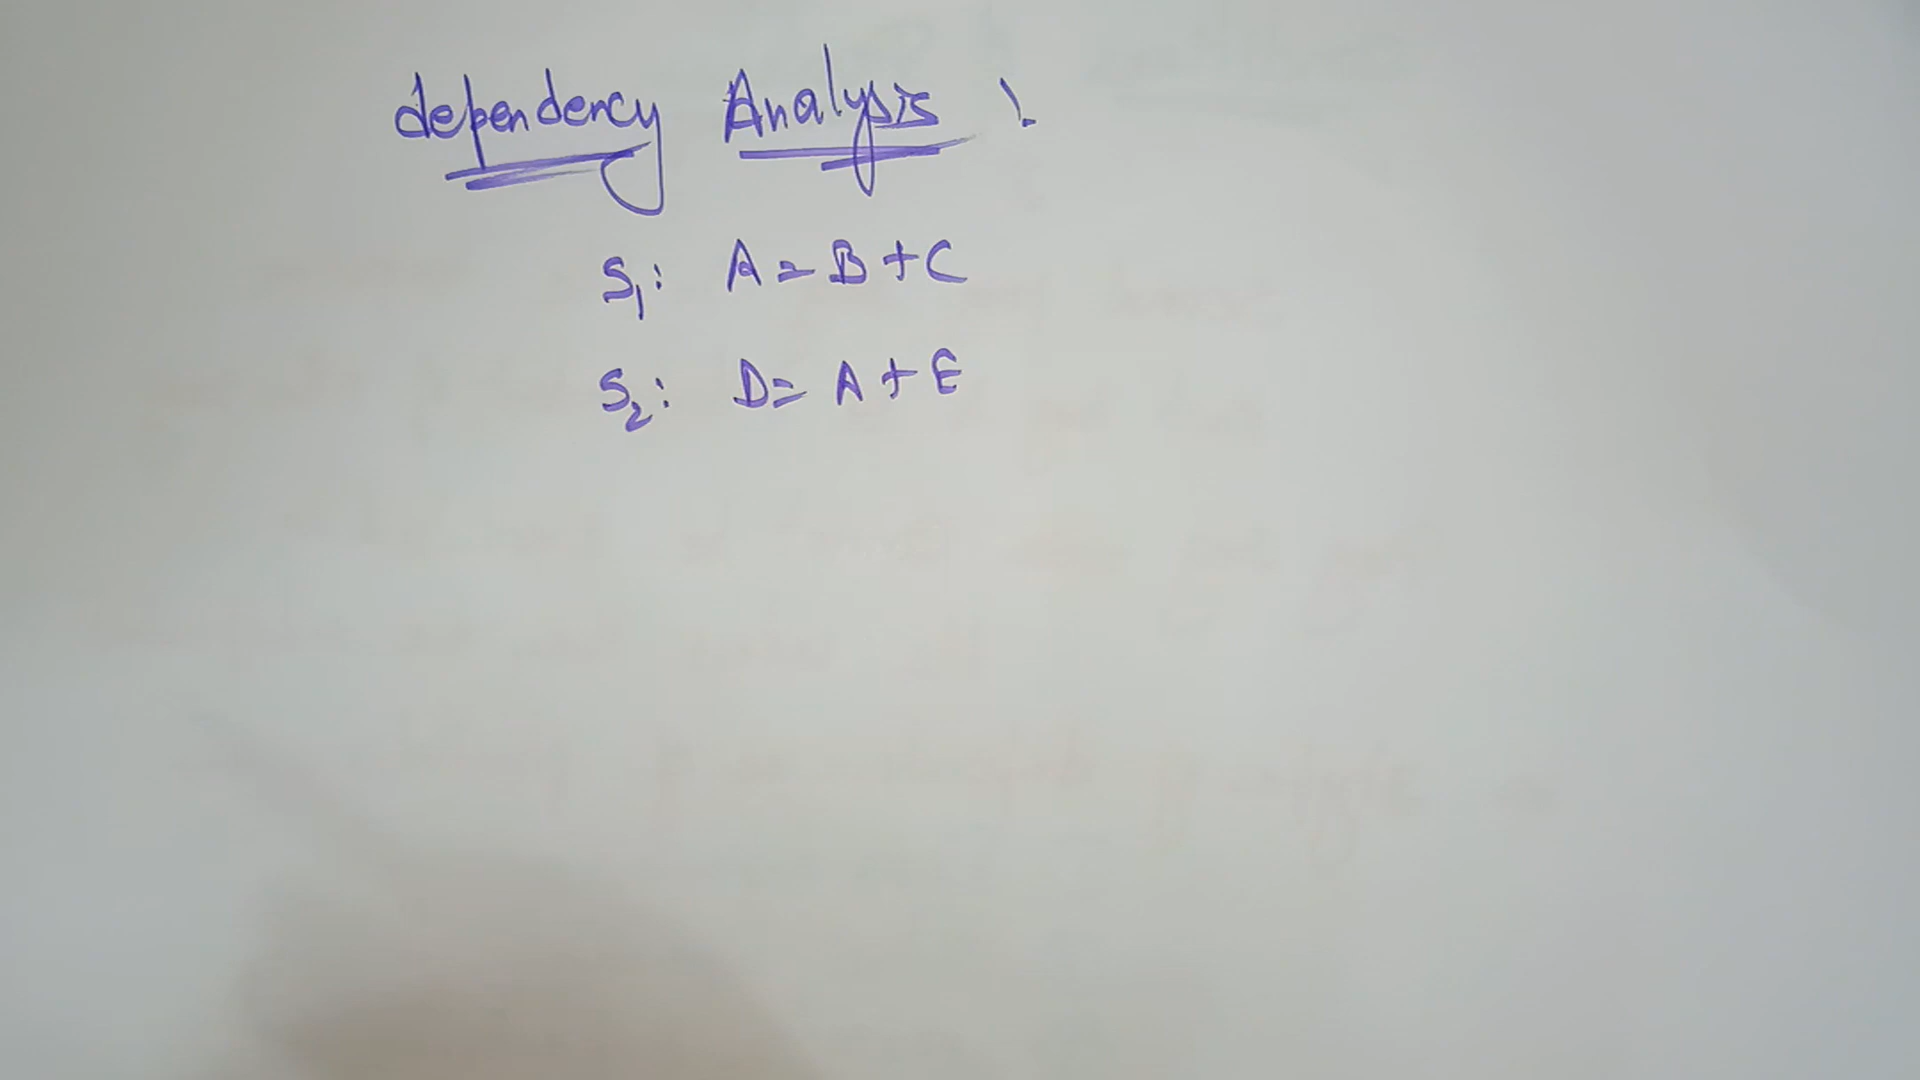 dependency Analysis :
S1: A = B + C
S2: D = A + E